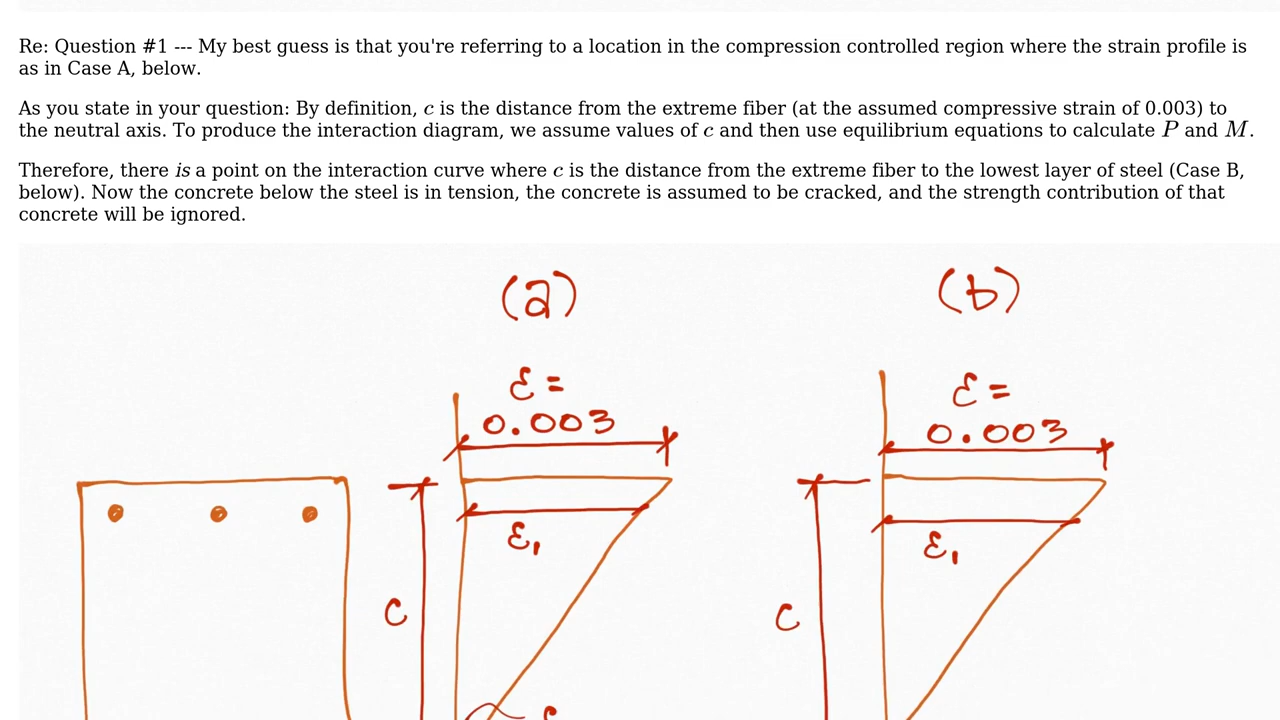 Re: Question #1 --- My best guess is that you're referring to a location in the compression controlled region where the strain profile is
as in Case A, below.
As you state in your question: By definition, c is the distance from the extreme fiber (at the assumed compressive strain of 0.003) to
the neutral axis. To produce the interaction diagram, we assume values of c and then use equilibrium equations to calculate P and M.
Therefore, there is a point on the interaction curve where c is the distance from the extreme fiber to the lowest layer of steel (Case B,
below). Now the concrete below the steel is in tension, the concrete is assumed to be cracked, and the strength contribution of that
concrete will be ignored.
(a)
(b)
ε =
0.003
ε =
0.003
ε₁
ε₁
c
c